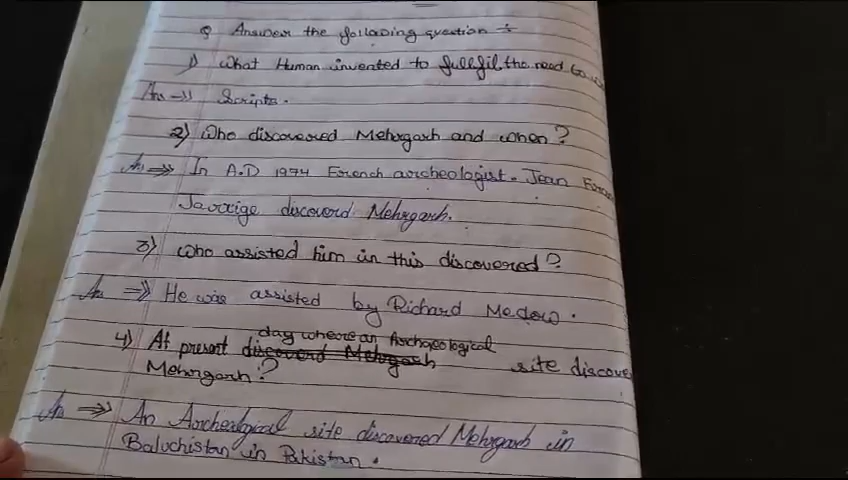 Q Answer the following question ÷
1) What Human invented to fullfil the need to
Ans ⇒ Scripts.
2) Who discovered Mehrgarh and when?
Ans ⇒ In A.D 1974 French archeologist. Jean
Javrige discoverd Mehrgarh.
3) who assisted him in this discovered?
Ans ⇒ He was assisted by Richard Medow.
day where an Archaeological
4) At present discoverd Mehrgarh site discove
Mehrgarh?
Ans ⇒ An Archeological site discovered Mehrgarh in
Baluchistan in Pakistan.